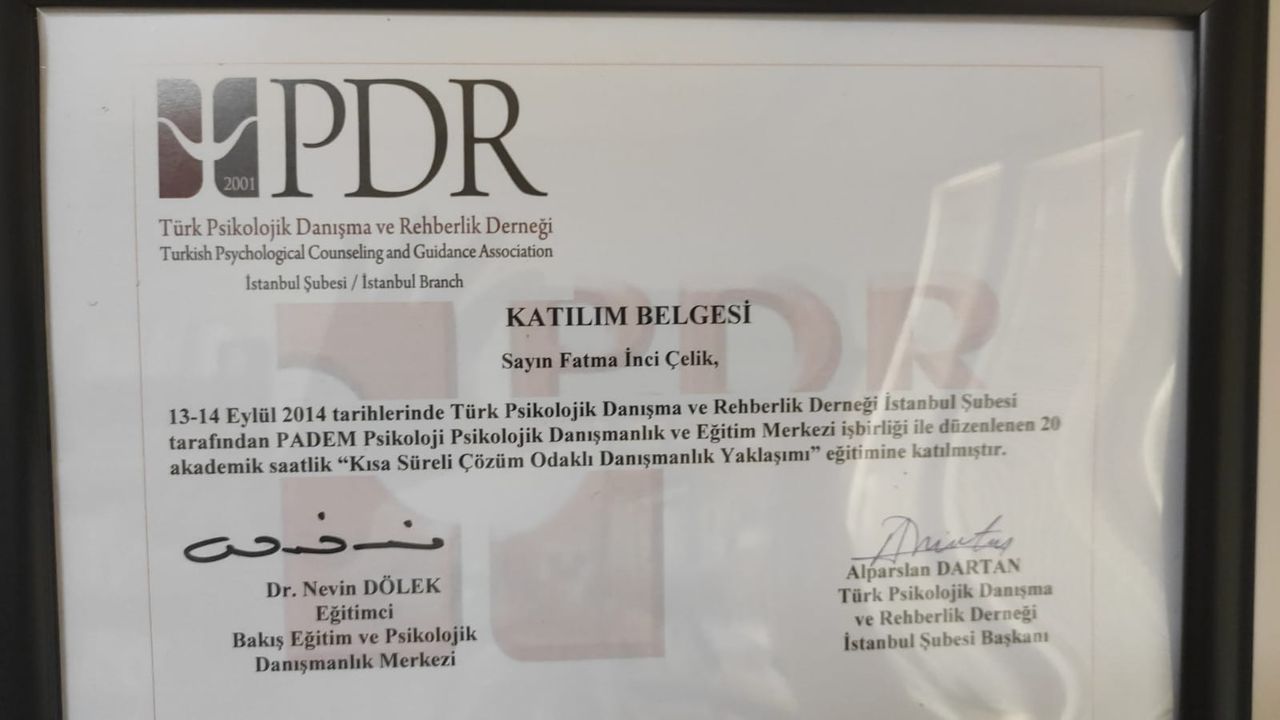 PDR
2001
Türk Psikolojik Danışma ve Rehberlik Derneği
Turkish Psychological Counseling and Guidance Association
İstanbul Şubesi / İstanbul Branch
PDR
KATILIM BELGESİ
Sayın Fatma İnci Çelik,
13-14 Eylül 2014 tarihlerinde Türk Psikolojik Danışma ve Rehberlik Derneği İstanbul Şubesi
tarafından PADEM Psikoloji Psikolojik Danışmanlık ve Eğitim Merkezi işbirliği ile düzenlenen 20
akademik saatlik “Kısa Süreli Çözüm Odaklı Danışmanlık Yaklaşımı” eğitimine katılmıştır.
Dr. Nevin DÖLEK
Eğitimci
Bakış Eğitim ve Psikolojik
Danışmanlık Merkezi
Alparslan DARTAN
Türk Psikolojik Danışma
ve Rehberlik Derneği
İstanbul Şubesi Başkanı